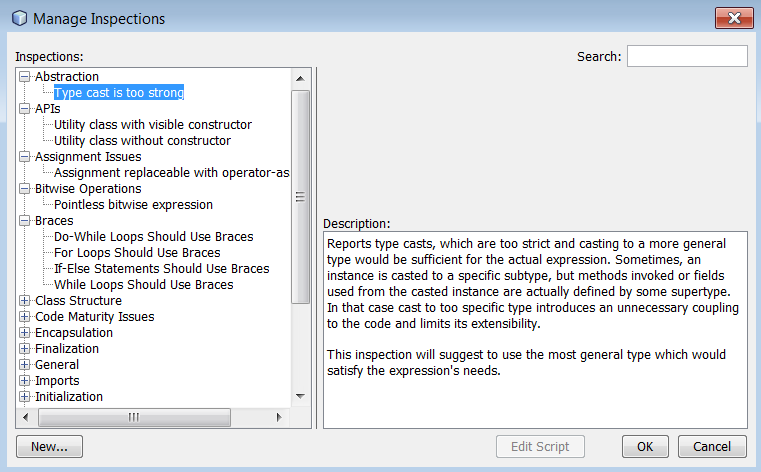 Manage Inspections
Inspections:
Search:
Abstraction
Type cast is too strong
APIs
Utility class with visible constructor
Utility class without constructor
Assignment Issues
Assignment replaceable with operator-as
Bitwise Operations
Pointless bitwise expression
Braces
Do-While Loops Should Use Braces
For Loops Should Use Braces
If-Else Statements Should Use Braces
While Loops Should Use Braces
Class Structure
Code Maturity Issues
Encapsulation
Finalization
General
Imports
Initialization
Description:
Reports type casts, which are too strict and casting to a more general
type would be sufficient for the actual expression. Sometimes, an
instance is casted to a specific subtype, but methods invoked or fields
used from the casted instance are actually defined by some supertype.
In that case cast to too specific type introduces an unnecessary coupling
to the code and limits its extensibility.
This inspection will suggest to use the most general type which would
satisfy the expression's needs.
New...
Edit Script
OK
Cancel